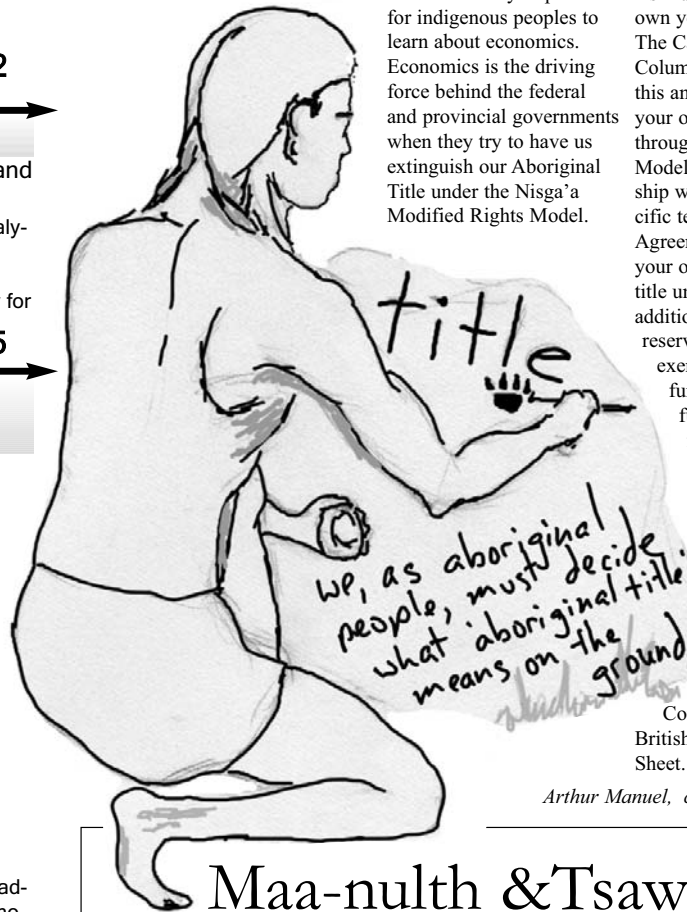 2
and
aly-
for
5
ad-
for indigenous peoples to
learn about economics.
Economics is the driving
force behind the federal
and provincial governments
when they try to have us
extinguish our Aboriginal
Title under the Nisga'a
Modified Rights Model.
own y
The C
Colum
this an
your o
throug
Model
ship w
cific te
Agreem
your o
title un
additio
reserv
exer
fu
f
title
we, as aboriginal
people, must decide
what 'aboriginal title'
means on the
ground
Co
British
Sheet.
Arthur Manuel,
Maa-nulth &Tsaw